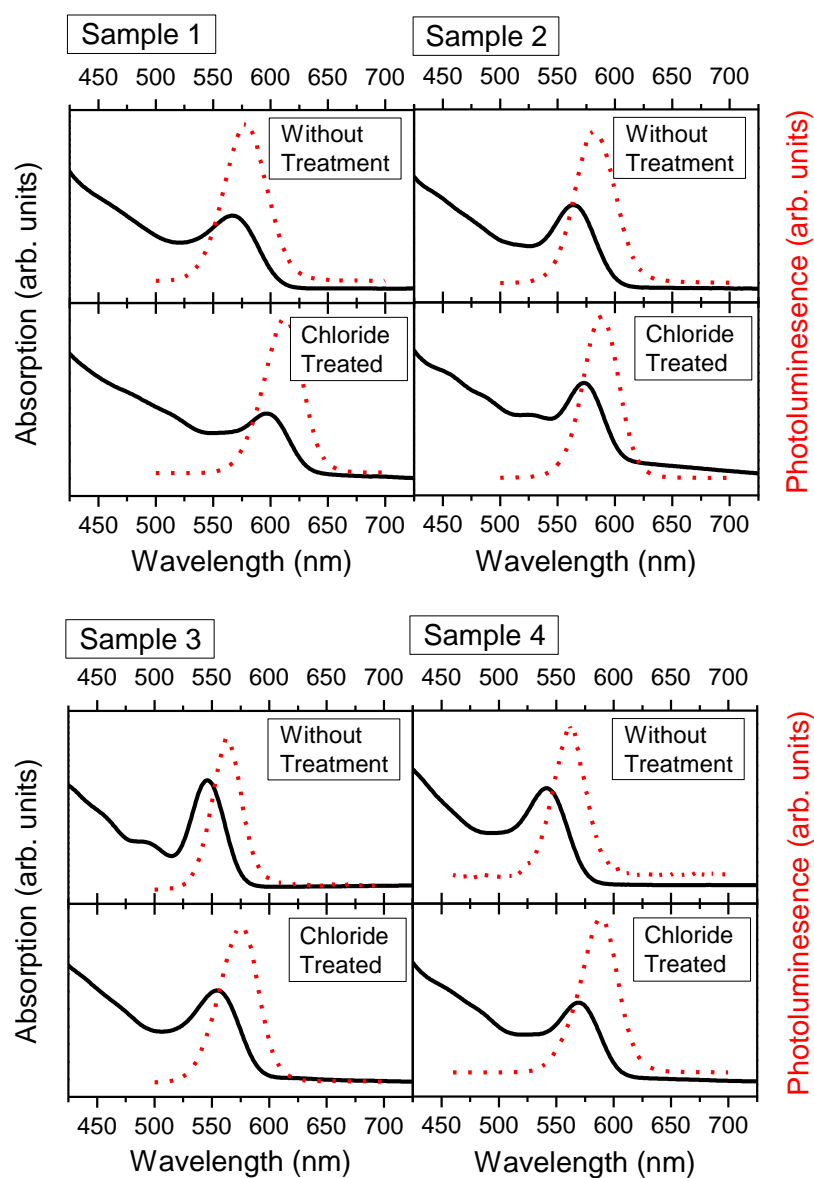 Sample 1
Sample 2
450 500 550 600 650 700
450 500 550 600 650 700
Without
Treatment
Without
Treatment
Chloride
Treated
Chloride
Treated
Absorption (arb. units)
Photoluminesence (arb. units)
450 500 550 600 650 700
450 500 550 600 650 700
Wavelength (nm)
Wavelength (nm)
Sample 3
Sample 4
450 500 550 600 650 700
450 500 550 600 650 700
Without
Treatment
Without
Treatment
Chloride
Treated
Chloride
Treated
Absorption (arb. units)
Photoluminesence (arb. units)
450 500 550 600 650 700
450 500 550 600 650 700
Wavelength (nm)
Wavelength (nm)